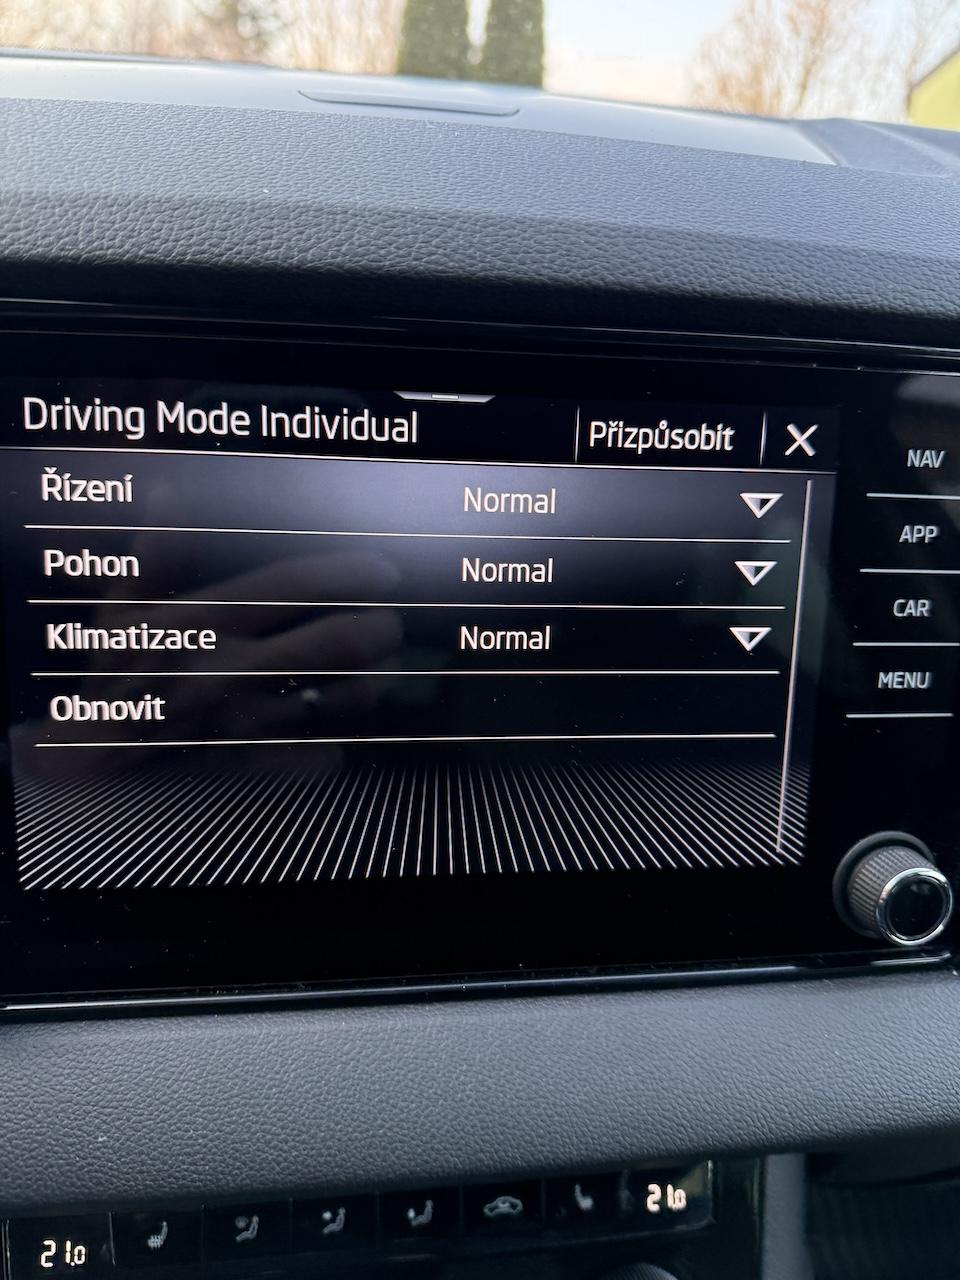 Driving Mode Individual Přizpůsobit
Řízení Normal
Pohon Normal
Klimatizace Normal
Obnovit
NAV
APP
CAR
MENU
21.0
21.0